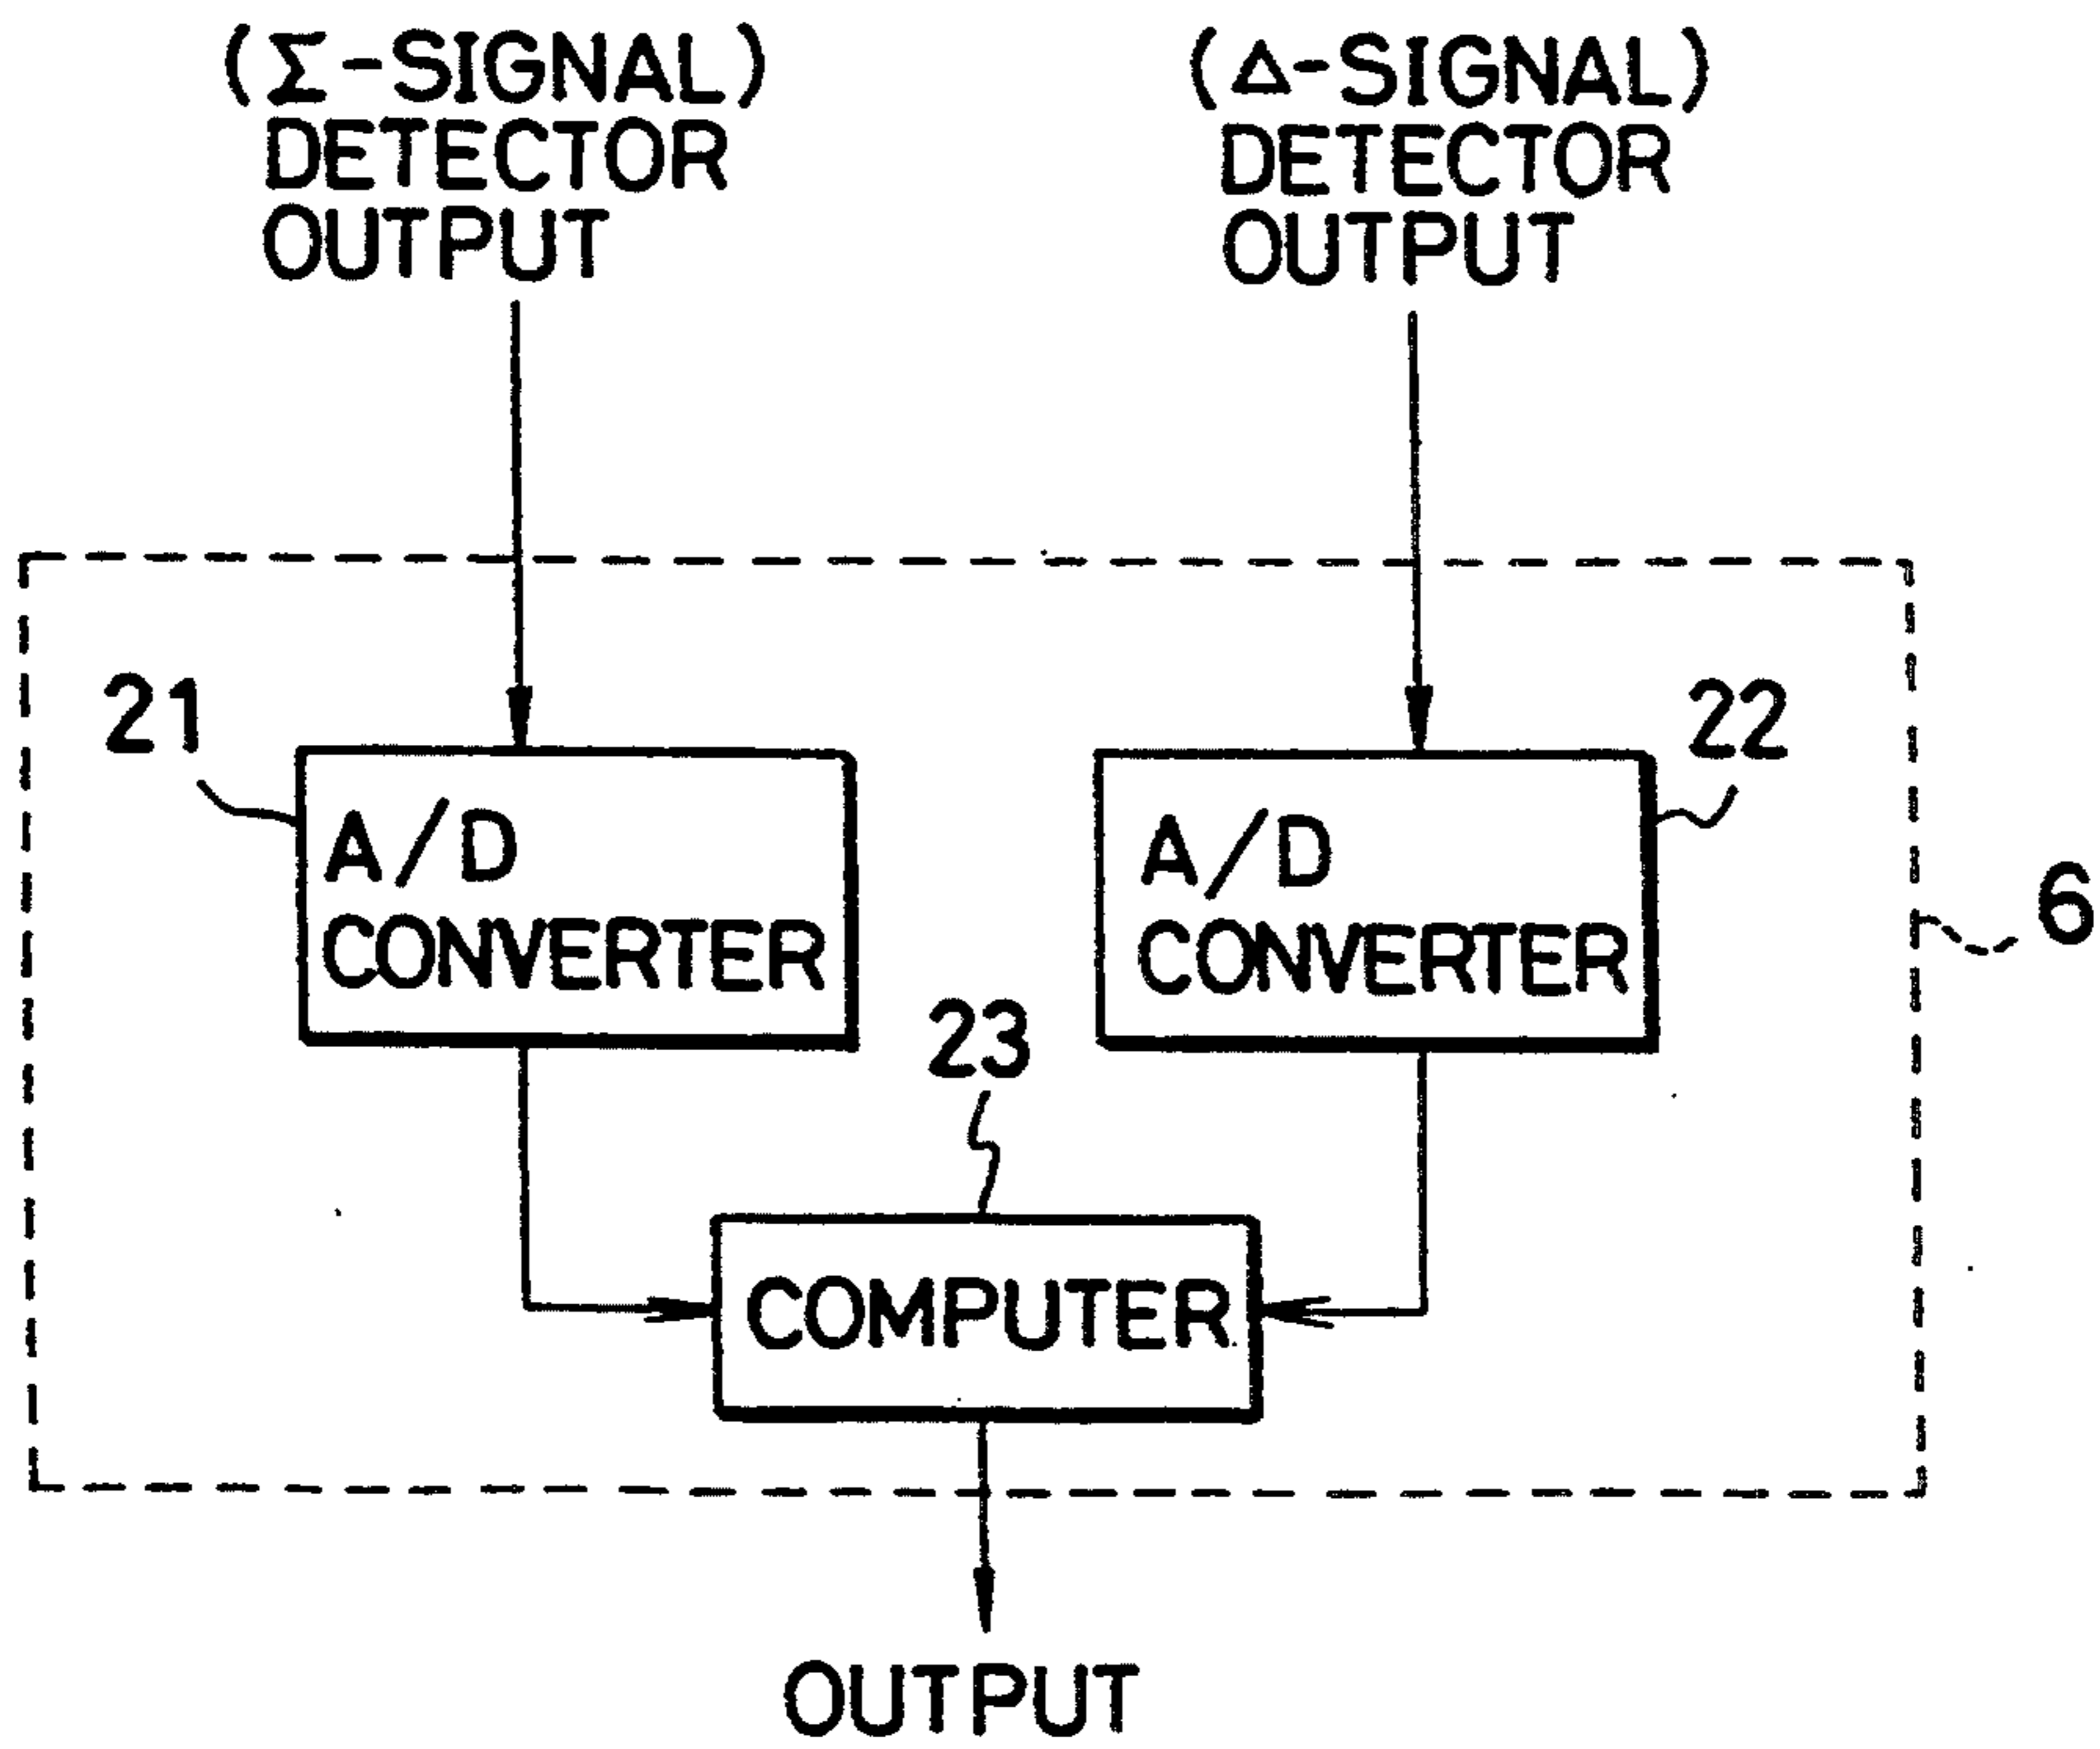 (Σ-SIGNAL)
DETECTOR
OUTPUT
(Δ-SIGNAL)
DETECTOR
OUTPUT
21
A/D
CONVERTER
22
A/D
CONVERTER
6
23
COMPUTER
OUTPUT